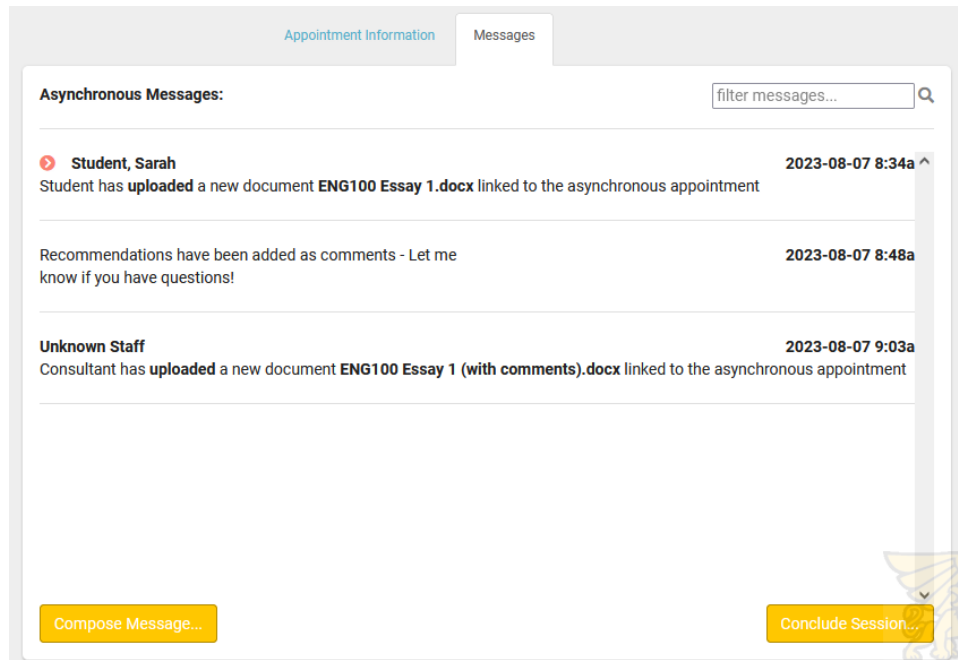 Appointment Information
Messages
Asynchronous Messages:
filter messages...
Student, Sarah
2023-08-07 8:34a
Student has uploaded a new document ENG100 Essay 1.docx linked to the asynchronous appointment
Recommendations have been added as comments - Let me
2023-08-07 8:48a
know if you have questions!
Unknown Staff
2023-08-07 9:03a
Consultant has uploaded a new document ENG100 Essay 1 (with comments).docx linked to the asynchronous appointment
Compose Message...
Conclude Session...